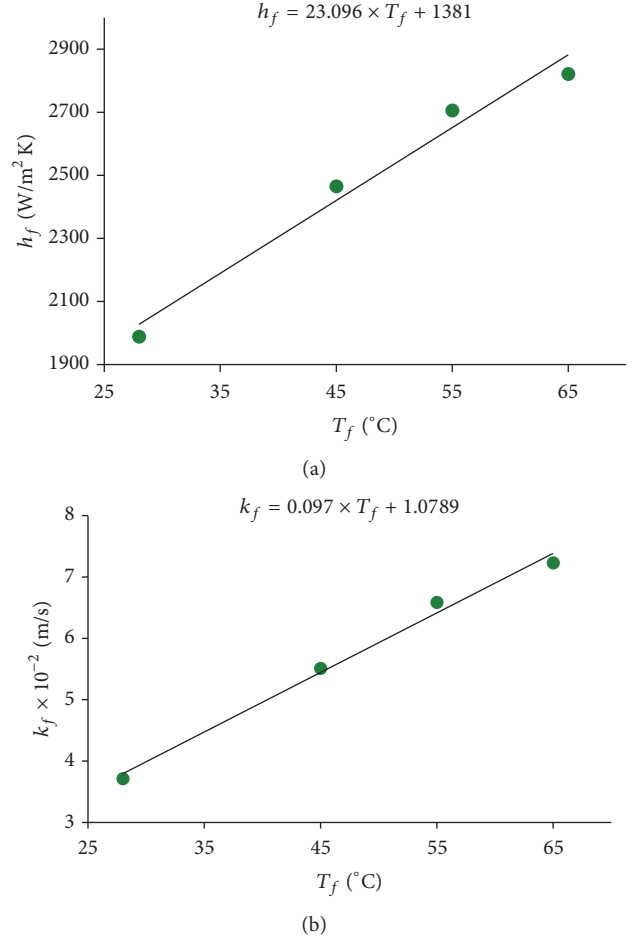 h_f = 23.096 × T_f + 1381
2900
2700
2500
2300
2100
1900
h_f (W/m² K)
25 35 45 55 65
T_f (°C)
(a)
k_f = 0.097 × T_f + 1.0789
8
7
6
5
4
3
k_f × 10⁻² (m/s)
25 35 45 55 65
T_f (°C)
(b)